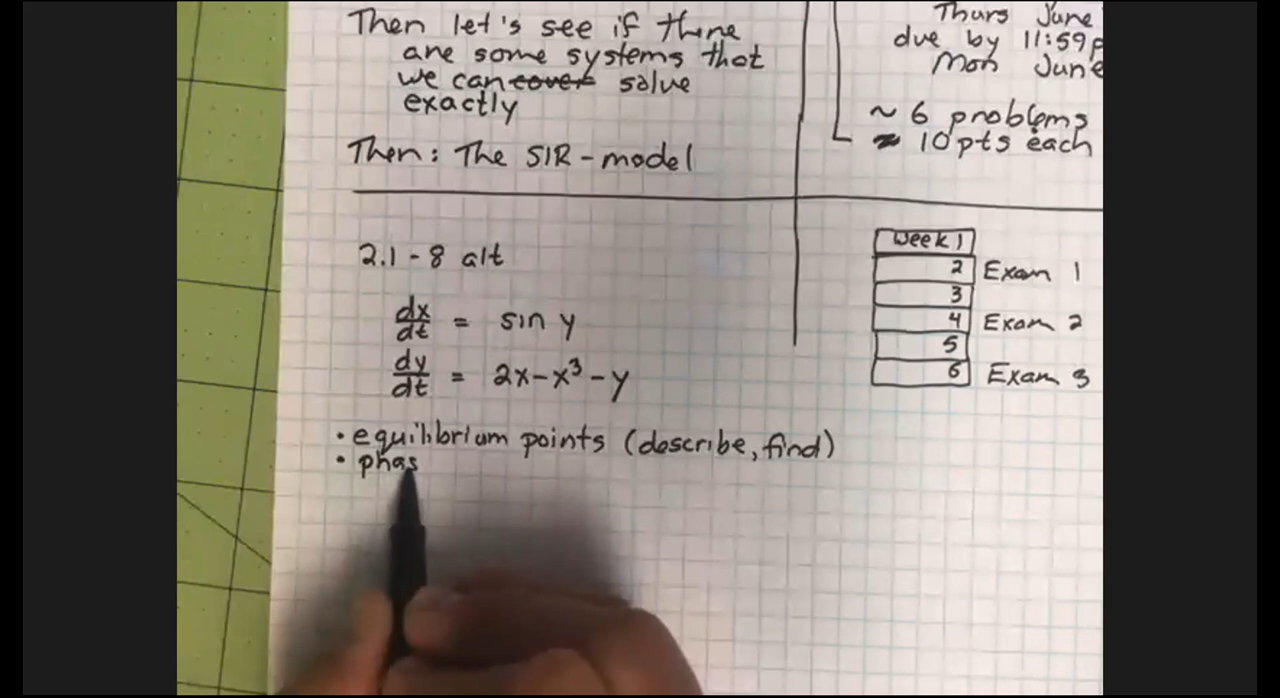 Then let's see if there
are some systems that
we can cover solve
exactly
Then: The SIR-model
Thurs June
due by 11:59p
Mon June
~ 6 problems
≈ 10 pts each
2.1-8 alt
dx/dt = sin y
dy/dt = 2x-x³-y
• equilibrium points (describe, find)
• phas
Week 1
2 Exam 1
3
4 Exam 2
5
6 Exam 3